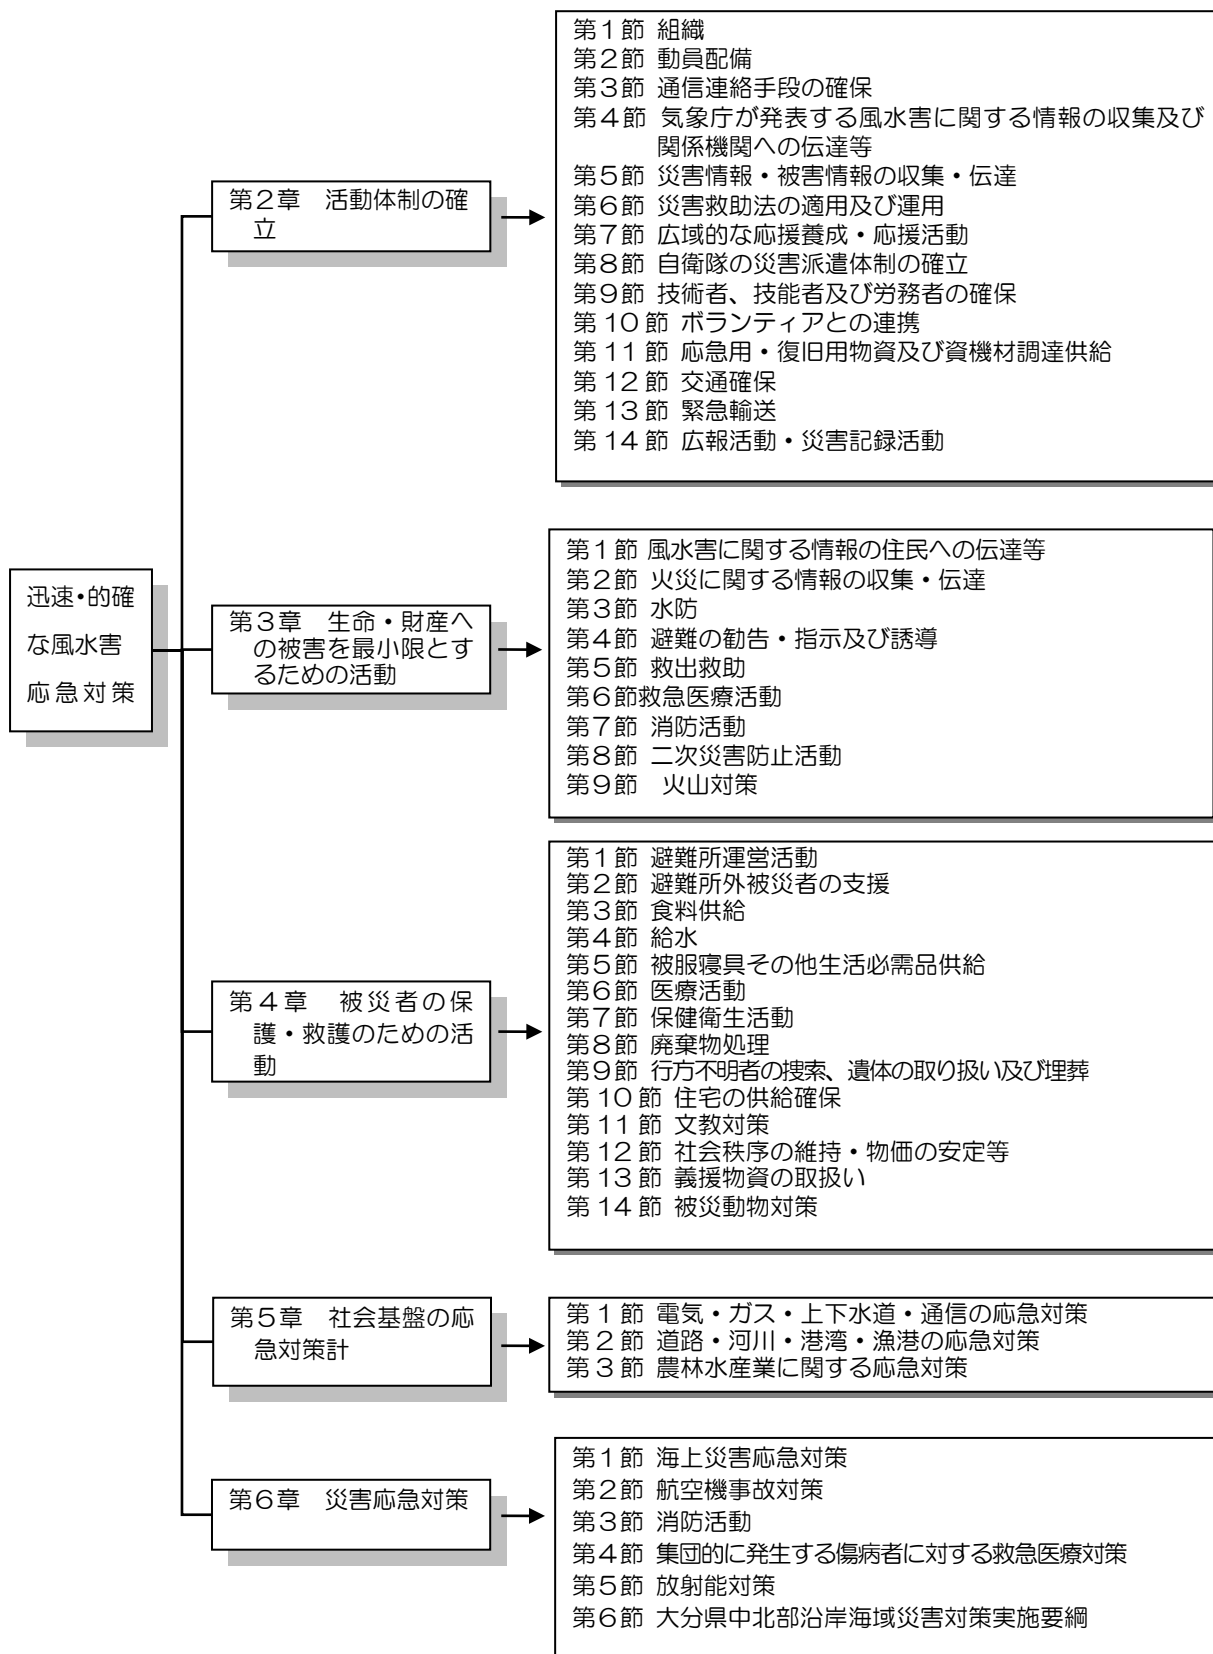 迅速・的確
な風水害
応急対策
第2章　活動体制の確
立
第1節 組織
第2節 動員配備
第3節 通信連絡手段の確保
第4節 気象庁が発表する風水害に関する情報の収集及び
関係機関への伝達等
第5節 災害情報・被害情報の収集・伝達
第6節 災害救助法の適用及び運用
第7節 広域的な応援養成・応援活動
第8節 自衛隊の災害派遣体制の確立
第9節 技術者、技能者及び労務者の確保
第10節 ボランティアとの連携
第11節 応急用・復旧用物資及び資機材調達供給
第12節 交通確保
第13節 緊急輸送
第14節 広報活動・災害記録活動
第3章　生命・財産へ
の被害を最小限とす
るための活動
第1節 風水害に関する情報の住民への伝達等
第2節 火災に関する情報の収集・伝達
第3節 水防
第4節 避難の勧告・指示及び誘導
第5節 救出救助
第6節救急医療活動
第7節 消防活動
第8節 二次災害防止活動
第9節　火山対策
第4章　被災者の保
護・救護のための活
動
第1節 避難所運営活動
第2節 避難所外被災者の支援
第3節 食料供給
第4節 給水
第5節 被服寝具その他生活必需品供給
第6節 医療活動
第7節 保健衛生活動
第8節 廃棄物処理
第9節 行方不明者の捜索、遺体の取り扱い及び埋葬
第10節 住宅の供給確保
第11節 文教対策
第12節 社会秩序の維持・物価の安定等
第13節 義援物資の取扱い
第14節 被災動物対策
第5章　社会基盤の応
急対策計
第1節 電気・ガス・上下水道・通信の応急対策
第2節 道路・河川・港湾・漁港の応急対策
第3節 農林水産業に関する応急対策
第6章　災害応急対策
第1節 海上災害応急対策
第2節 航空機事故対策
第3節 消防活動
第4節 集団的に発生する傷病者に対する救急医療対策
第5節 放射能対策
第6節 大分県中北部沿岸海域災害対策実施要綱